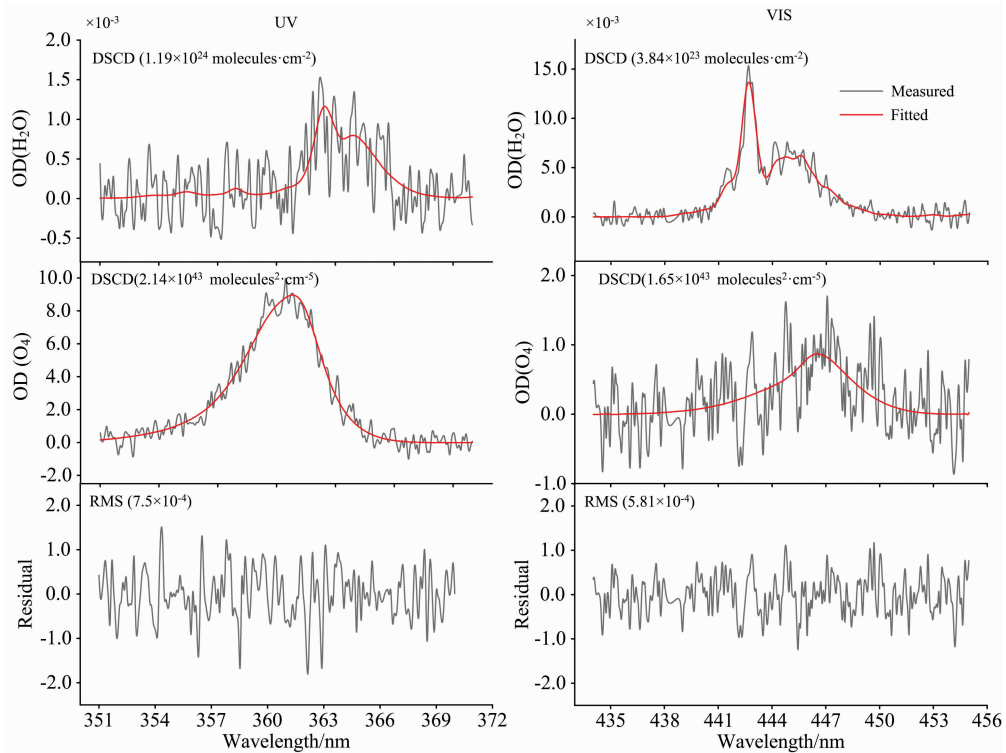 UV
×10⁻³
DSCD (1.19×10²⁴ molecules·cm⁻²)
OD(H₂O)
2.0
1.5
1.0
0.5
0.0
-0.5
DSCD(2.14×10⁴³ molecules²·cm⁻⁵)
OD (O₄)
10.0
8.0
6.0
4.0
2.0
0.0
-2.0
RMS (7.5×10⁻⁴)
Residual
2.0
1.0
0.0
-1.0
-2.0
351 354 357 360 363 366 369 372
Wavelength/nm
VIS
×10⁻³
DSCD (3.84×10²³ molecules·cm⁻²)
Measured
Fitted
OD(H₂O)
15.0
10.0
5.0
0.0
DSCD(1.65×10⁴³ molecules²·cm⁻⁵)
OD(O₄)
2.0
1.0
0.0
-1.0
RMS (5.81×10⁻⁴)
Residual
2.0
1.0
0.0
-1.0
-2.0
435 438 441 444 447 450 453 456
Wavelength/nm